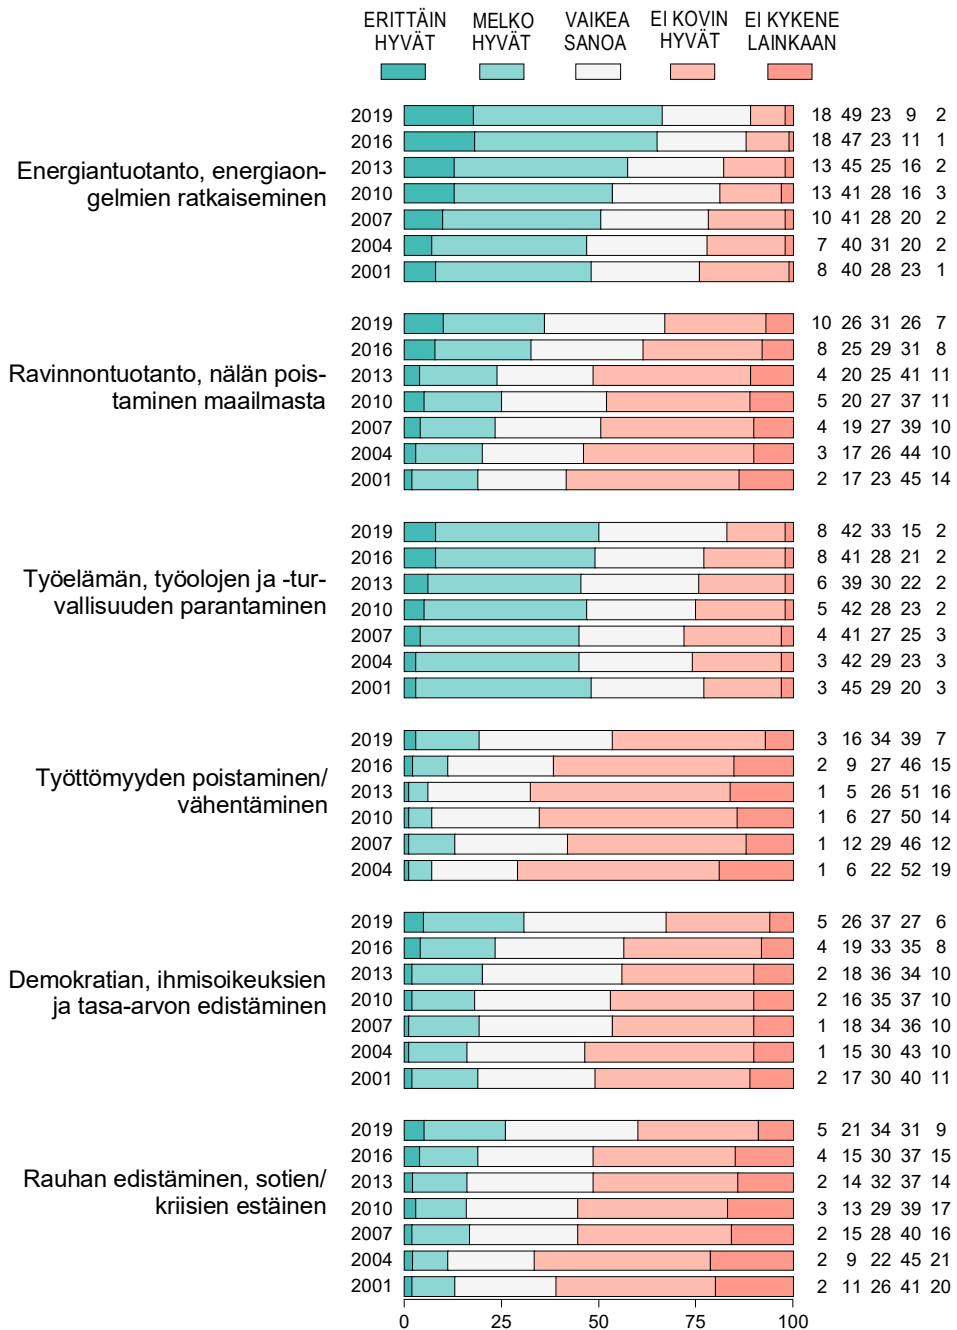 ERITTÄIN HYVÄT
MELKO HYVÄT
VAIKEA SANOA
EI KOVIN HYVÄT
EI KYKENE LAINKAAN
Energiantuotanto, energiaon-
gelmien ratkaiseminen
2019 18 49 23 9 2
2016 18 47 23 11 1
2013 13 45 25 16 2
2010 13 41 28 16 3
2007 10 41 28 20 2
2004 7 40 31 20 2
2001 8 40 28 23 1
Ravinnontuotanto, nälän pois-
taminen maailmasta
2019 10 26 31 26 7
2016 8 25 29 31 8
2013 4 20 25 41 11
2010 5 20 27 37 11
2007 4 19 27 39 10
2004 3 17 26 44 10
2001 2 17 23 45 14
Työelämän, työolojen ja -tur-
vallisuuden parantaminen
2019 8 42 33 15 2
2016 8 41 28 21 2
2013 6 39 30 22 2
2010 5 42 28 23 2
2007 4 41 27 25 3
2004 3 42 29 23 3
2001 3 45 29 20 3
Työttömyyden poistaminen/
vähentäminen
2019 3 16 34 39 7
2016 2 9 27 46 15
2013 1 5 26 51 16
2010 1 6 27 50 14
2007 1 12 29 46 12
2004 1 6 22 52 19
Demokratian, ihmisoikeuksien
ja tasa-arvon edistäminen
2019 5 26 37 27 6
2016 4 19 33 35 8
2013 2 18 36 34 10
2010 2 16 35 37 10
2007 1 18 34 36 10
2004 1 15 30 43 10
2001 2 17 30 40 11
Rauhan edistäminen, sotien/
kriisien estäinen
2019 5 21 34 31 9
2016 4 15 30 37 15
2013 2 14 32 37 14
2010 3 13 29 39 17
2007 2 15 28 40 16
2004 2 9 22 45 21
2001 2 11 26 41 20
0 25 50 75 100